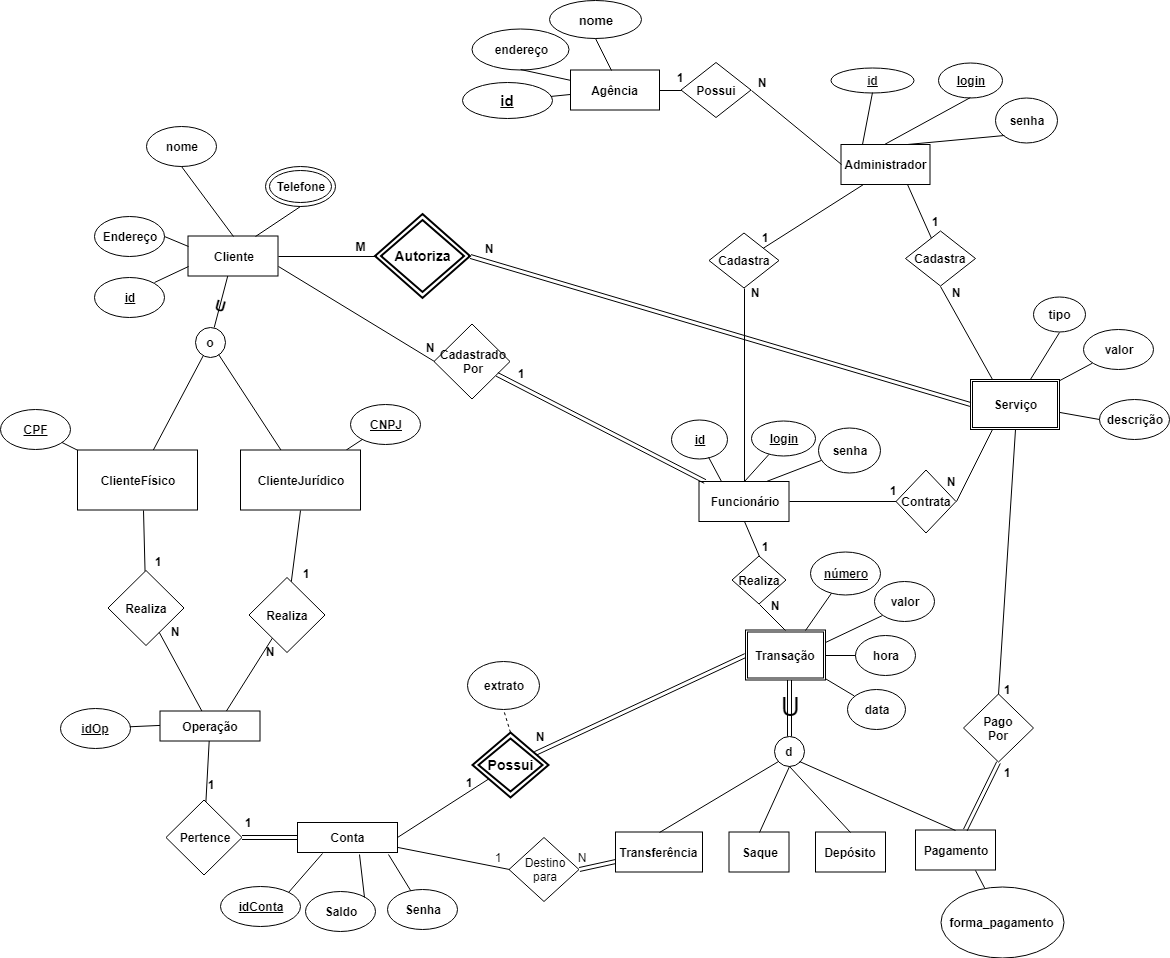 nome
endereço
id
Agência
1
Possui
N
id
login
senha
Administrador
nome
Telefone
Endereço
id
Cliente
M
Autoriza
N
1
Cadastra
N
1
Cadastra
N
U
o
N
Cadastrado
Por
1
tipo
valor
descrição
Serviço
CPF
CNPJ
ClienteFísico
ClienteJurídico
id
login
senha
Funcionário
1
Contrata
N
1
Realiza
N
1
Realiza
N
1
Realiza
N
número
valor
hora
data
Transação
U
d
extrato
N
Possui
1
idOp
Operação
1
Pertence
1
Conta
idConta
Saldo
Senha
1
Destino
para
N
Transferência
Saque
Depósito
Pagamento
forma_pagamento
1
Pago
Por
1